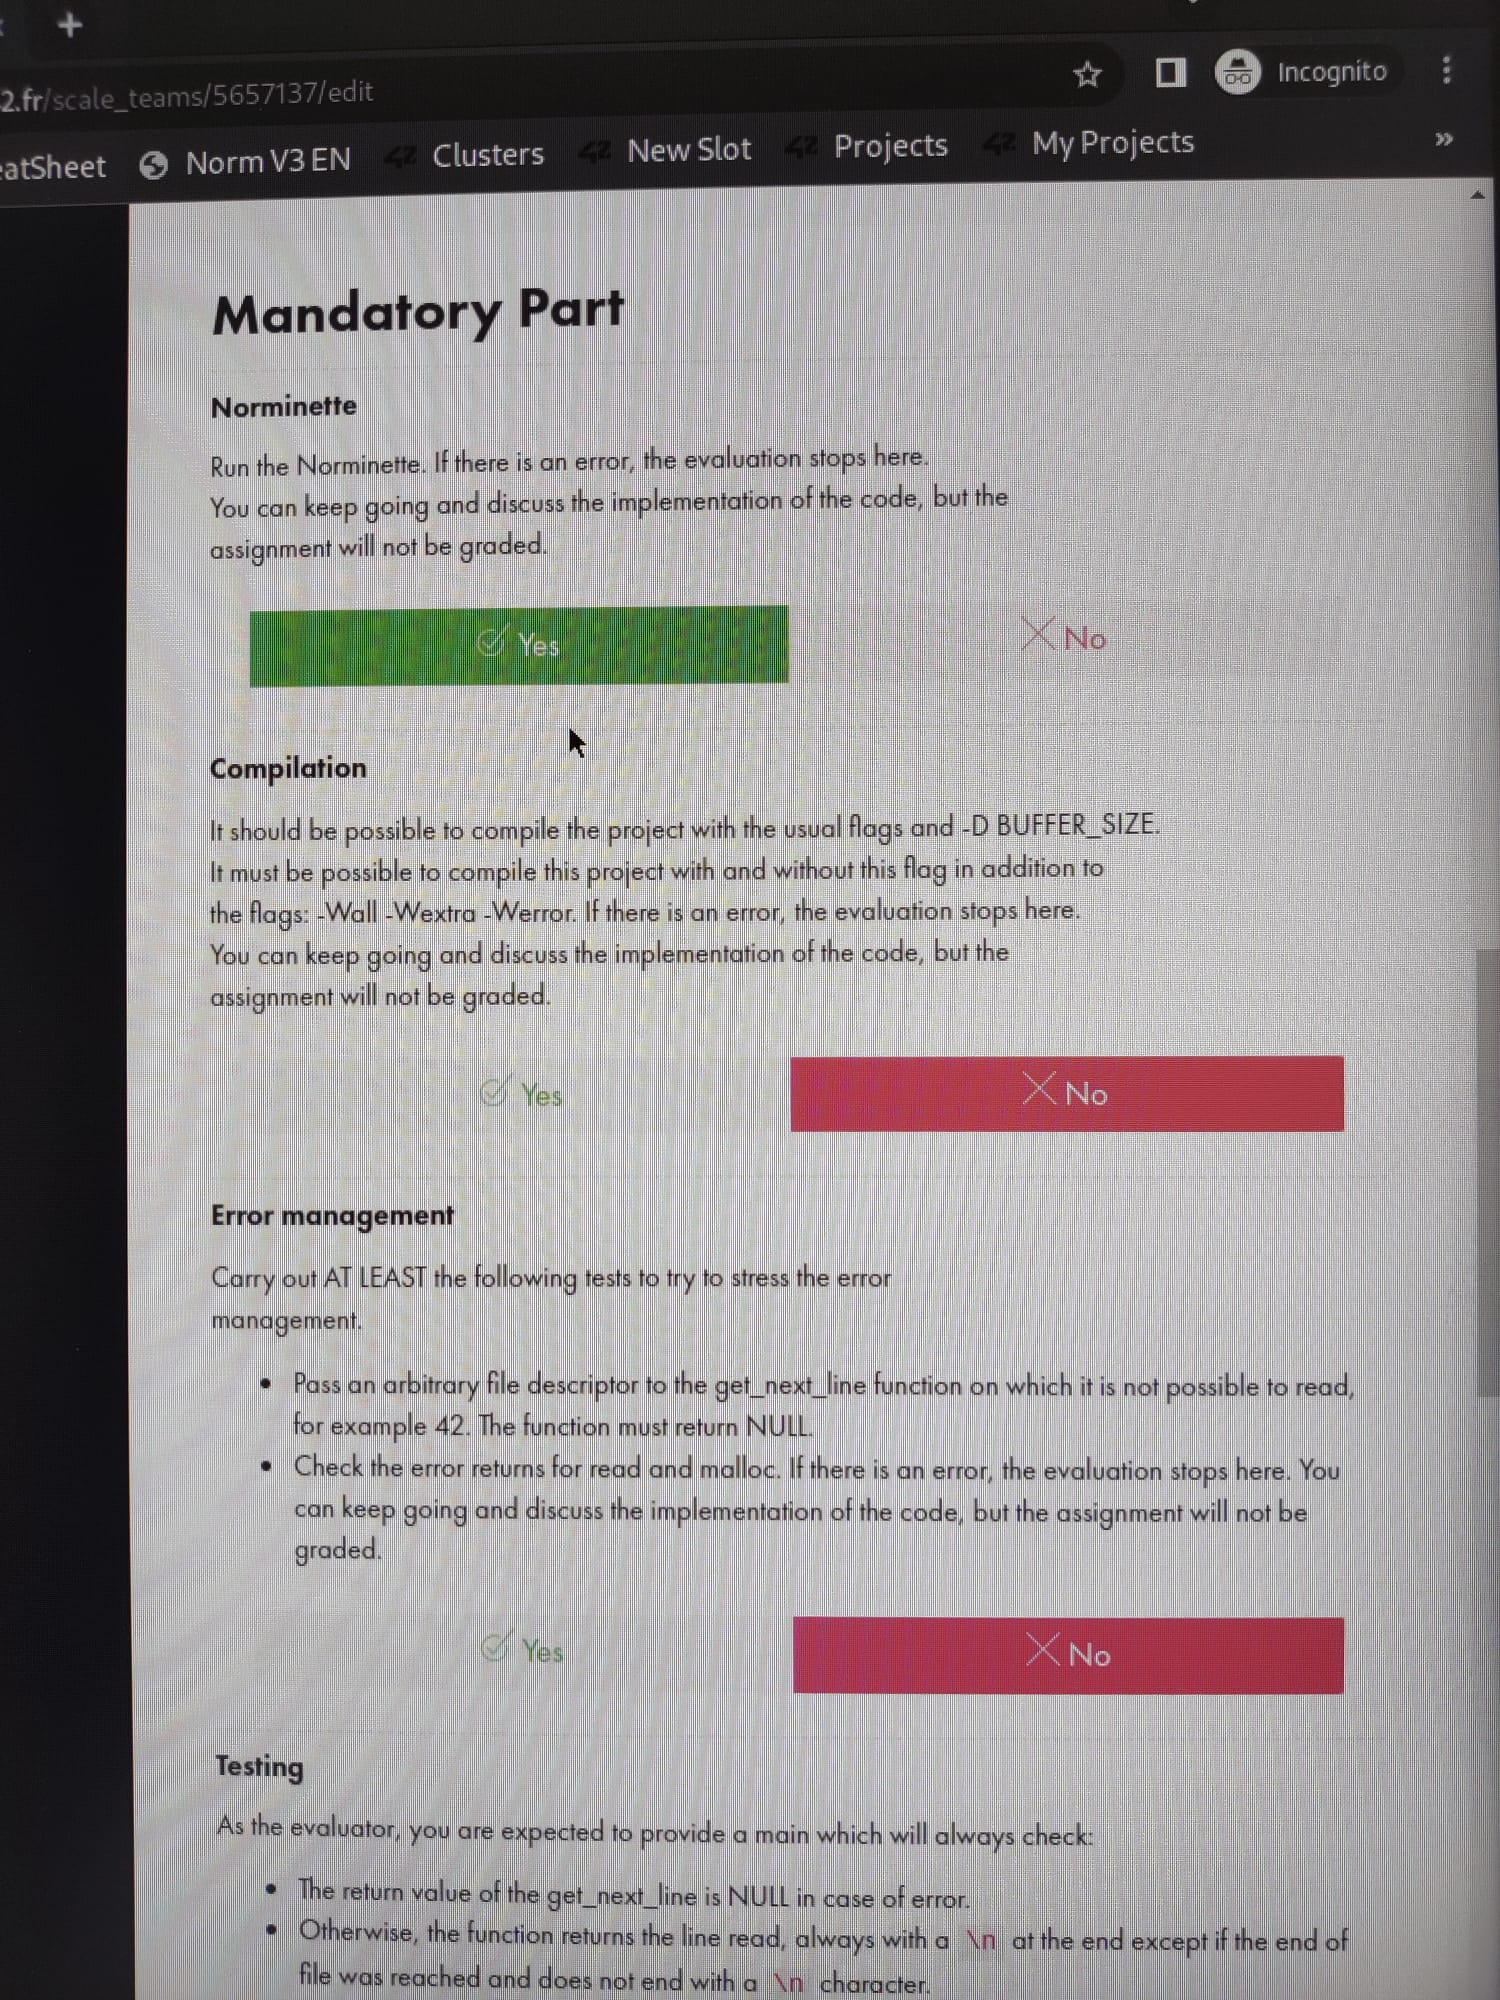 +
2.fr/scale_teams/5657137/edit
Incognito
eatSheet Norm V3 EN 42 Clusters 42 New Slot 42 Projects 42 My Projects »
Mandatory Part
Norminette
Run the Norminette. If there is an error, the evaluation stops here.
You can keep going and discuss the implementation of the code, but the
assignment will not be graded.
Yes No
Compilation
It should be possible to compile the project with the usual flags and -D BUFFER_SIZE.
It must be possible to compile this project with and without this flag in addition to
the flags: -Wall -Wextra -Werror. If there is an error, the evaluation stops here.
You can keep going and discuss the implementation of the code, but the
assignment will not be graded.
Yes No
Error management
Carry out AT LEAST the following tests to try to stress the error
management.
• Pass an arbitrary file descriptor to the get_next_line function on which it is not possible to read,
for example 42. The function must return NULL.
• Check the error returns for read and malloc. If there is an error, the evaluation stops here. You
can keep going and discuss the implementation of the code, but the assignment will not be
graded.
Yes No
Testing
As the evaluator, you are expected to provide a main which will always check:
• The return value of the get_next_line is NULL in case of error.
• Otherwise, the function returns the line read, always with a \n at the end except if the end of
file was reached and does not end with a \n character.